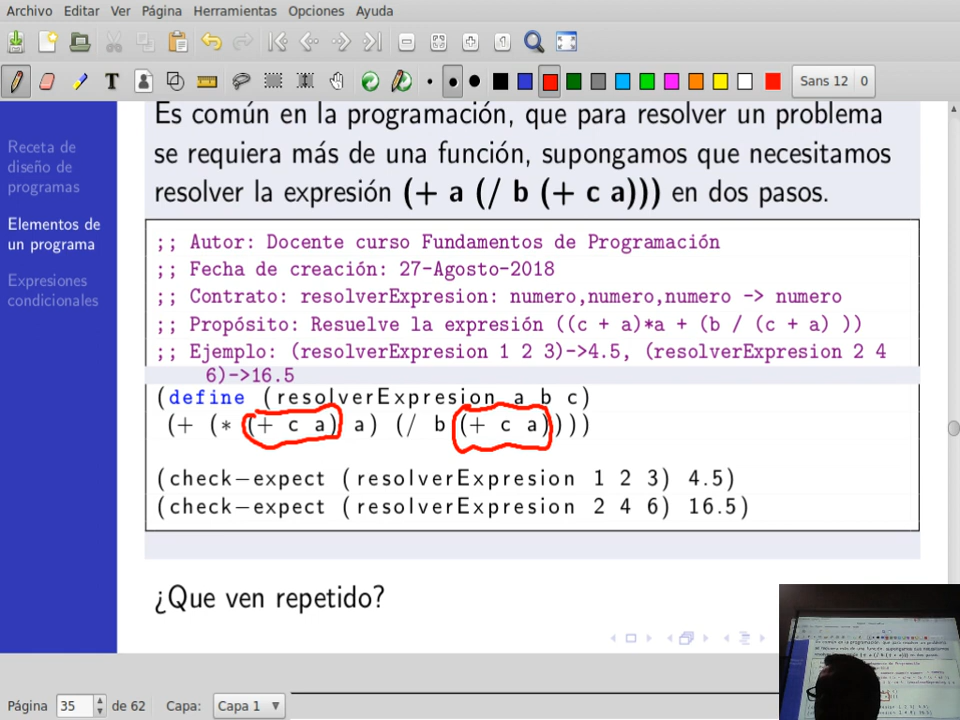 Archivo Editar Ver Página Herramientas Opciones Ayuda
T Sans 12 0
Receta de
diseño de
programas
Elementos de
un programa
Expresiones
condicionales
Es común en la programación, que para resolver un problema
se requiera más de una función, supongamos que necesitamos
resolver la expresión (+ a (/ b (+ c a))) en dos pasos.
;; Autor: Docente curso Fundamentos de Programación
;; Fecha de creación: 27-Agosto-2018
;; Contrato: resolverExpresion: numero,numero,numero -> numero
;; Propósito: Resuelve la expresión ((c + a)*a + (b / (c + a) ))
;; Ejemplo: (resolverExpresion 1 2 3)->4.5, (resolverExpresion 2 4
6)->16.5
(define (resolverExpresion a b c)
(+ (* (+ c a) a) (/ b (+ c a))))
(check-expect (resolverExpresion 1 2 3) 4.5)
(check-expect (resolverExpresion 2 4 6) 16.5)
¿Que ven repetido?
Página 35 de 62 Capa: Capa 1